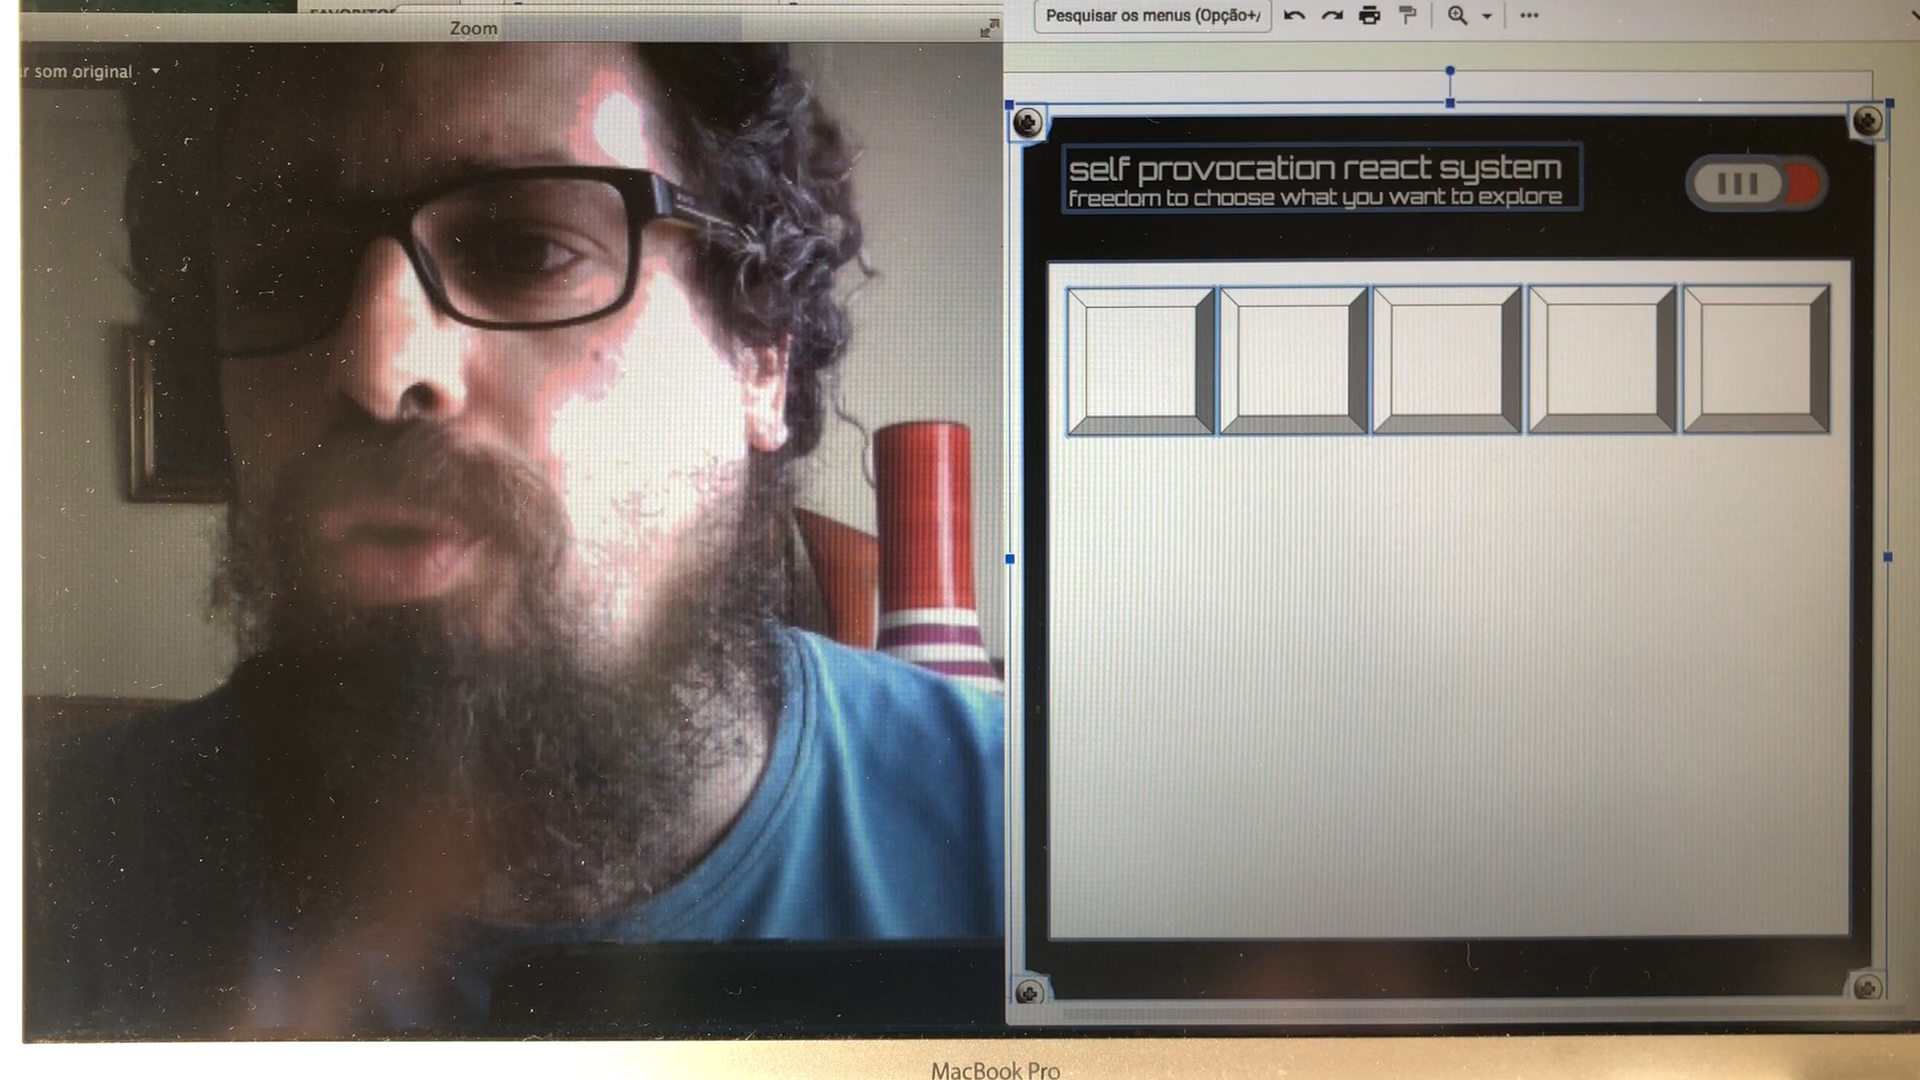 FAVORITOS
Zoom
r som original
Pesquisar os menus (Opção+/
self provocation react system
freedom to choose what you want to explore
MacBook Pro